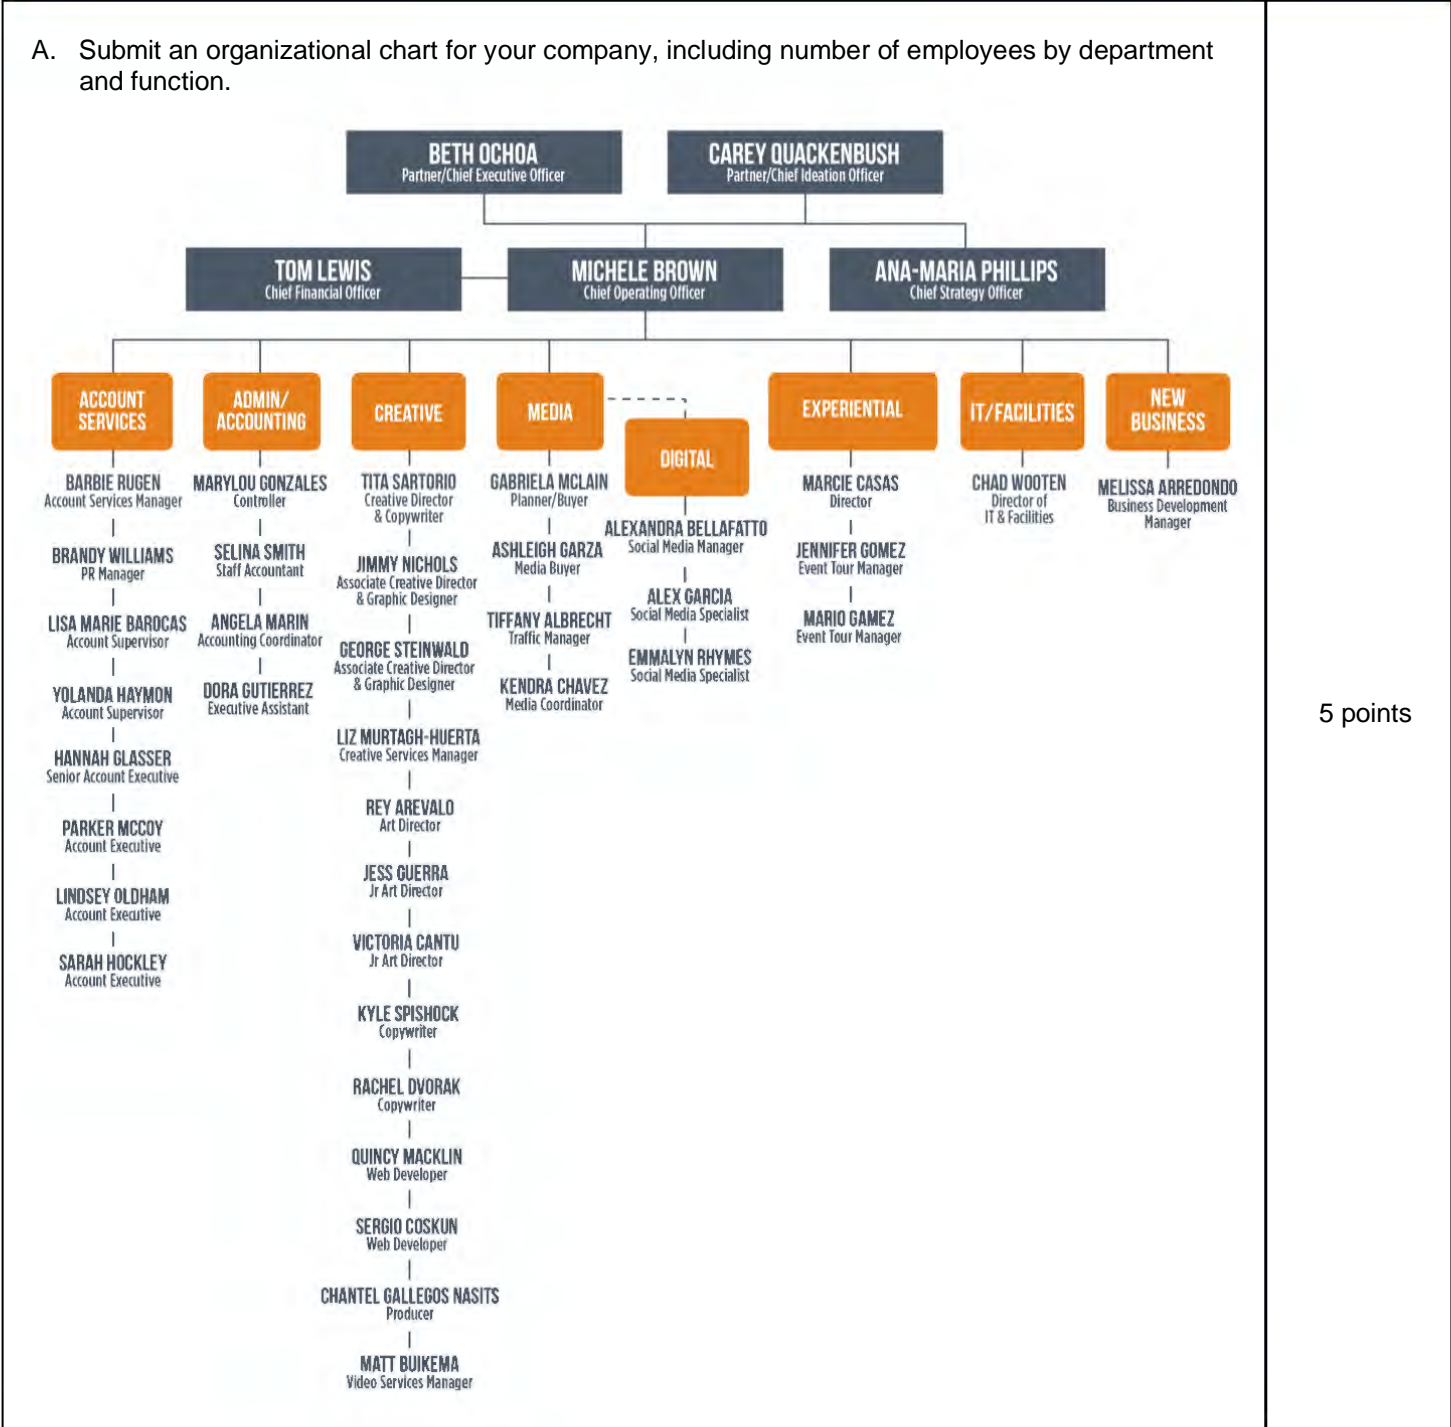 A. Submit an organizational chart for your company, including number of employees by department
and function.
BETH OCHOA
Partner/Chief Executive Officer
CAREY QUACKENBUSH
Partner/Chief Ideation Officer
TOM LEWIS
Chief Financial Officer
MICHELE BROWN
Chief Operating Officer
ANA-MARIA PHILLIPS
Chief Strategy Officer
ACCOUNT
SERVICES
BARBIE RUGEN
Account Services Manager
BRANDY WILLIAMS
PR Manager
LISA MARIE BAROCAS
Account Supervisor
YOLANDA HAYMON
Account Supervisor
HANNAH GLASSER
Senior Account Executive
PARKER MCCOY
Account Executive
LINDSEY OLDHAM
Account Executive
SARAH HOCKLEY
Account Executive
ADMIN/
ACCOUNTING
MARYLOU GONZALES
Controller
SELINA SMITH
Staff Accountant
ANGELA MARIN
Accounting Coordinator
DORA GUTIERREZ
Executive Assistant
CREATIVE
TITA SARTORIO
Creative Director
& Copywriter
JIMMY NICHOLS
Associate Creative Director
& Graphic Designer
GEORGE STEINWALD
Associate Creative Director
& Graphic Designer
LIZ MURTAGH-HUERTA
Creative Services Manager
REY AREVALO
Art Director
JESS GUERRA
Jr Art Director
VICTORIA CANTU
Jr Art Director
KYLE SPISHOCK
Copywriter
RACHEL DVORAK
Copywriter
QUINCY MACKLIN
Web Developer
SERGIO COSKUN
Web Developer
CHANTEL GALLEGOS NASITS
Producer
MATT BUIKEMA
Video Services Manager
MEDIA
GABRIELA MCLAIN
Planner/Buyer
ASHLEIGH GARZA
Media Buyer
TIFFANY ALBRECHT
Traffic Manager
KENDRA CHAVEZ
Media Coordinator
DIGITAL
ALEXANDRA BELLAFATTO
Social Media Manager
ALEX GARCIA
Social Media Specialist
EMMALYN RHYMES
Social Media Specialist
EXPERIENTIAL
MARCIE CASAS
Director
JENNIFER GOMEZ
Event Tour Manager
MARIO GAMEZ
Event Tour Manager
IT/FACILITIES
CHAD WOOTEN
Director of
IT & Facilities
NEW
BUSINESS
MELISSA ARREDONDO
Business Development
Manager
5 points